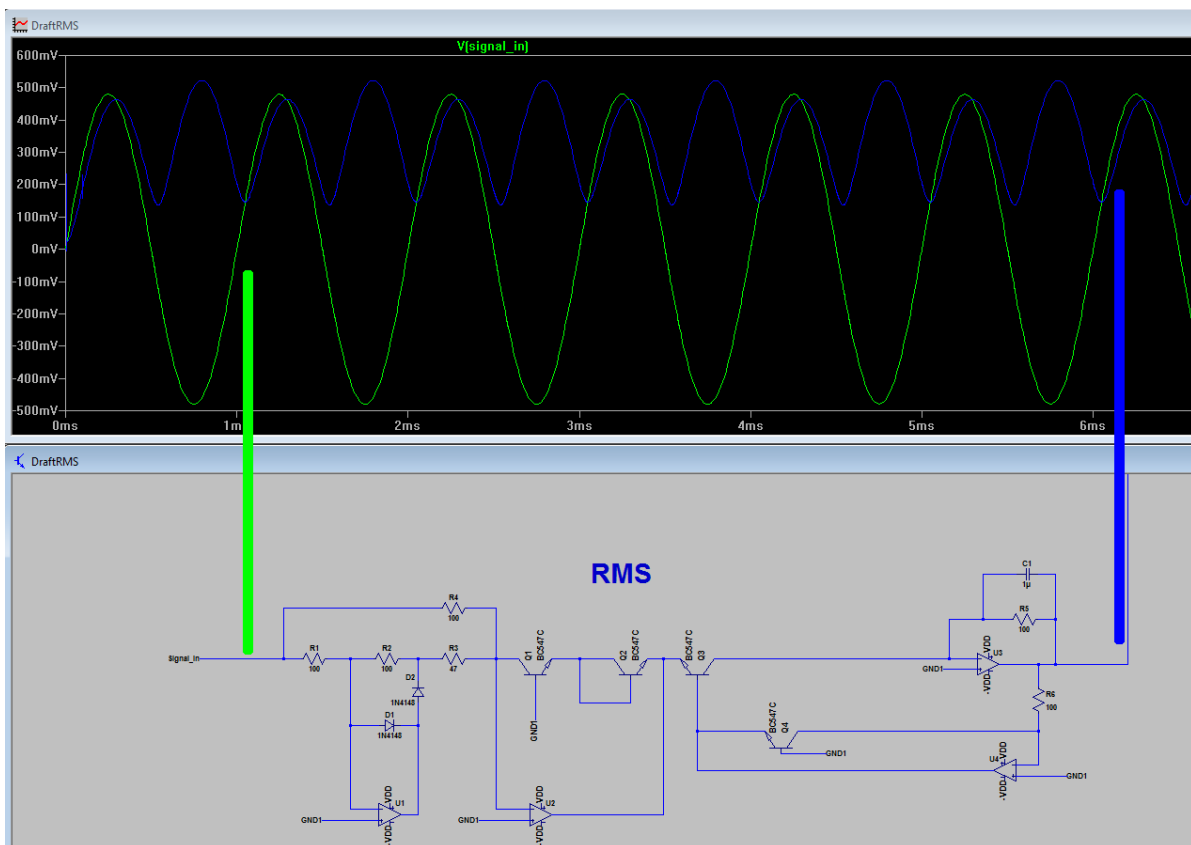 DraftRMS
V(signal_in)
600mV
500mV
400mV
300mV
200mV
100mV
0mV
-100mV
-200mV
-300mV
-400mV
-500mV
0ms 1ms 2ms 3ms 4ms 5ms 6ms
DraftRMS
RMS
C1
1µ
R4
100
R5
100
Signal_in
R1
100
R2
100
R3
47
Q1
BC547C
Q2
BC547C
Q3
BC547C
GND1
VDD
U3
-VDD
D2
1N4148
D1
1N4148
GND1
R6
100
BC547C
Q4
GND1
VDD
U4
-VDD
GND1
VDD
U1
GND1
-VDD
VDD
U2
GND1
-VDD